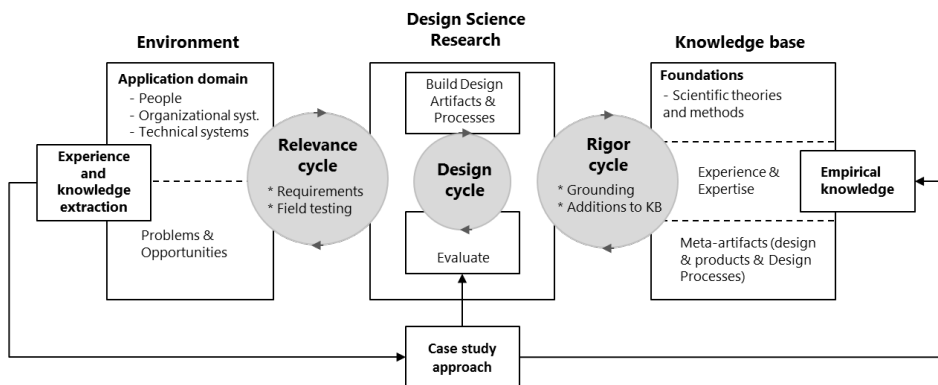 Environment
Application domain
- People
- Organizational syst.
- Technical systems
Experience
and
knowledge
extraction
Problems &
Opportunities
Relevance
cycle
* Requirements
* Field testing
Design Science
Research
Build Design
Artifacts &
Processes
Design
cycle
Evaluate
Rigor
cycle
* Grounding
* Additions to KB
Knowledge base
Foundations
- Scientific theories
and methods
Experience &
Expertise
Empirical
knowledge
Meta-artifacts (design
& products & Design
Processes)
Case study
approach